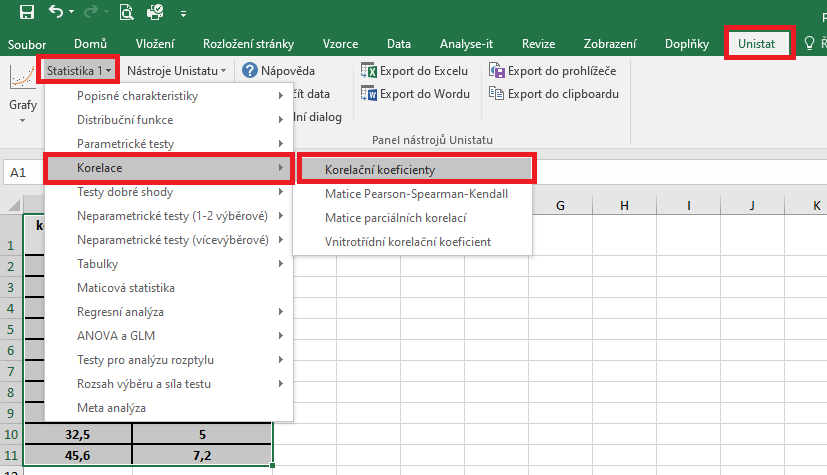 Soubor Domů Vložení Rozložení stránky Vzorce Data Analyse-it Revize Zobrazení Doplňky Unistat
Statistika 1 Nástroje Unistatu Nápověda Export do Excelu Export do prohlížeče
Grafy Popisné charakteristiky čít data Export do Wordu Export do clipboardu
Distribuční funkce lní dialog
Parametrické testy Panel nástrojů Unistatu
A1 Korelace Korelační koeficienty
Testy dobré shody Matice Pearson-Spearman-Kendall
G H I J K
Neparametrické testy (1-2 výběrové) Matice parciálních korelací
1 Neparametrické testy (vícevýběrové) Vnitrotřídní korelační koeficient
2 Tabulky
3 Maticová statistika
4 Regresní analýza
5 ANOVA a GLM
6 Testy pro analýzu rozptylu
7
8 Rozsah výběru a síla testu
9 Meta analýza
10 32,5 5
11 45,6 7,2